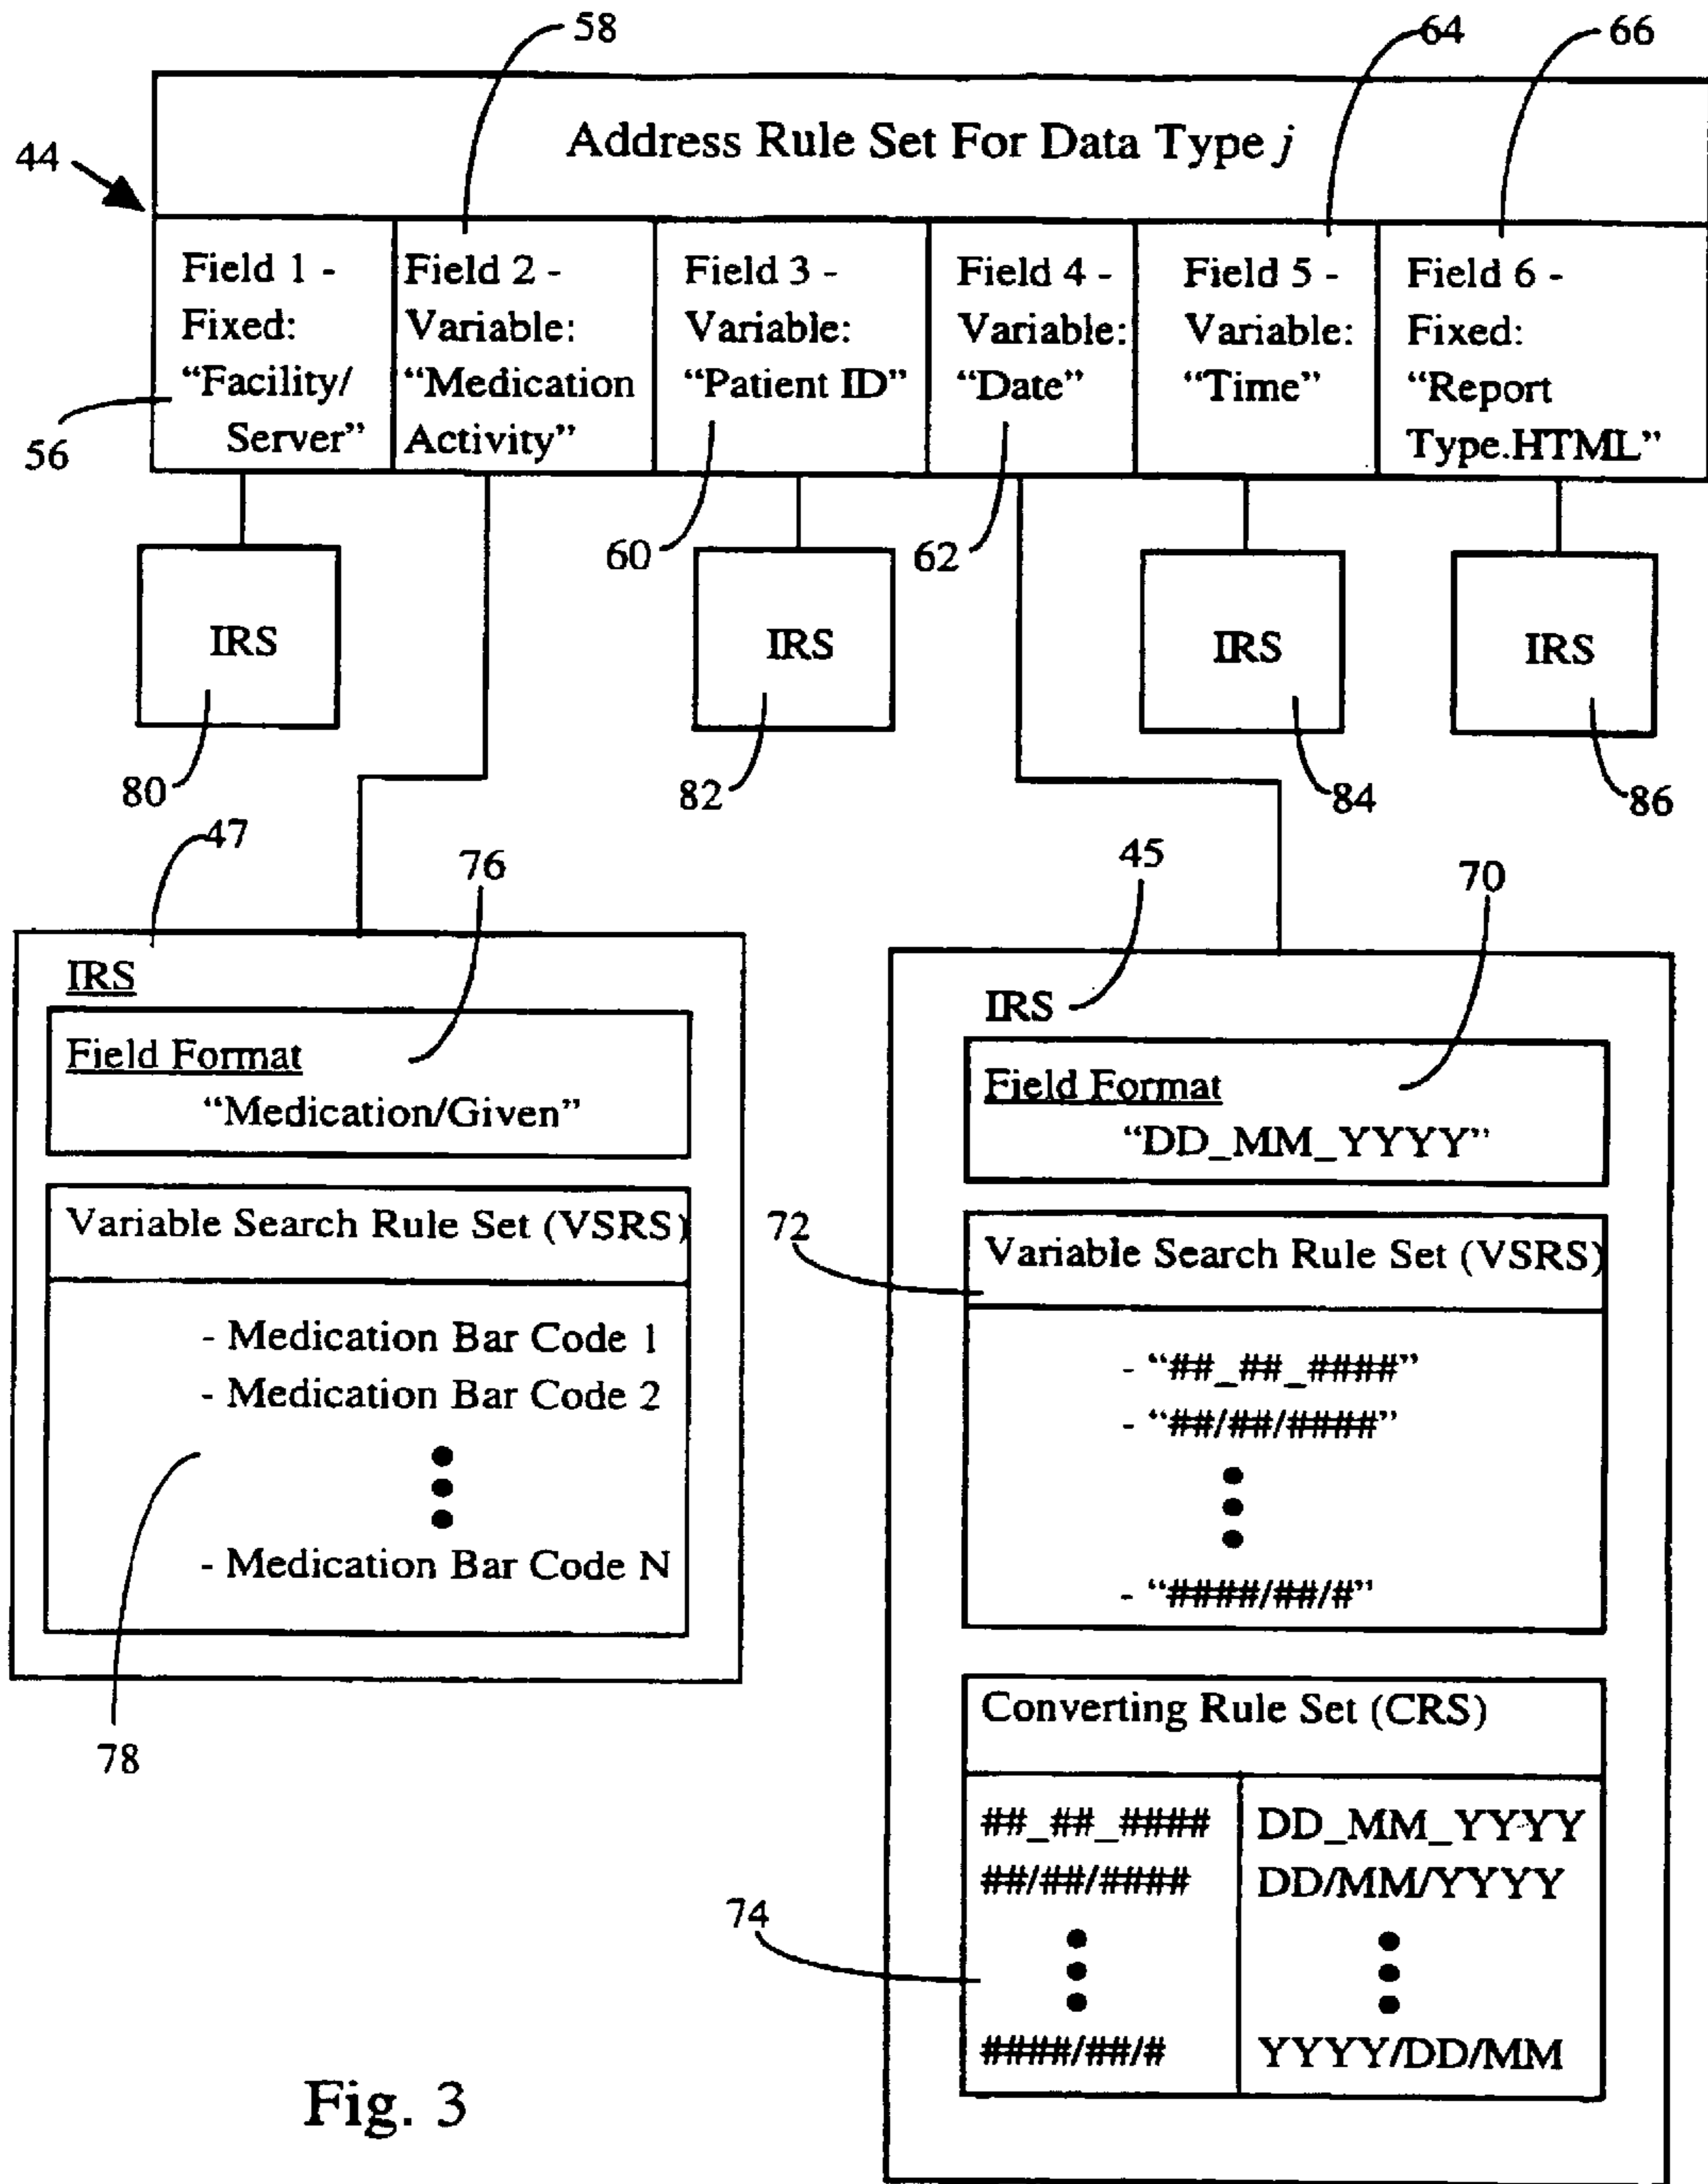 58
64
66
Address Rule Set For Data Type j
44
Field 1 -
Fixed:
“Facility/
Server”
Field 2 -
Variable:
“Medication
Activity”
Field 3 -
Variable:
“Patient ID”
Field 4 -
Variable:
“Date”
Field 5 -
Variable:
“Time”
Field 6 -
Fixed:
“Report
Type.HTML”
56
60
62
IRS
IRS
IRS
IRS
80
82
84
86
47
76
IRS
Field Format
“Medication/Given”
Variable Search Rule Set (VSRS)
- Medication Bar Code 1
- Medication Bar Code 2
- Medication Bar Code N
78
45
70
IRS
Field Format
“DD_MM_YYYY”
72
Variable Search Rule Set (VSRS)
- “##_##_####”
- “##/##/####”
- “####/##/#”
Converting Rule Set (CRS)
##_##_#### DD_MM_YYYY
##/##/#### DD/MM/YYYY
74
####/##/# YYYY/DD/MM
Fig. 3